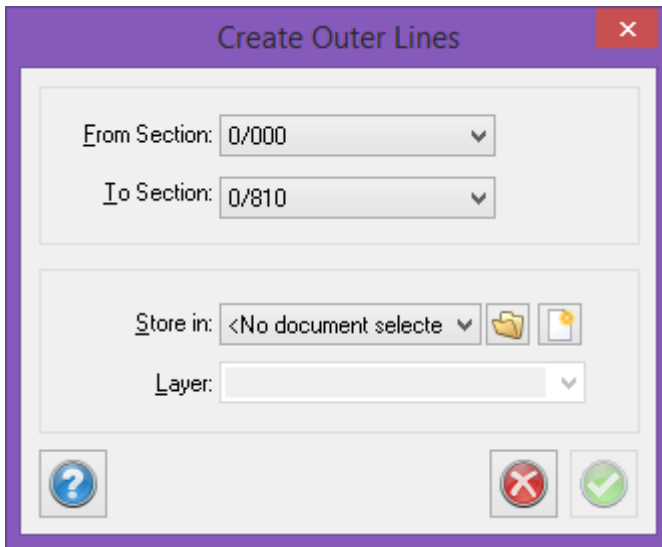 Create Outer Lines
From Section: 0/000
To Section: 0/810
Store in: <No document selecte
Layer: